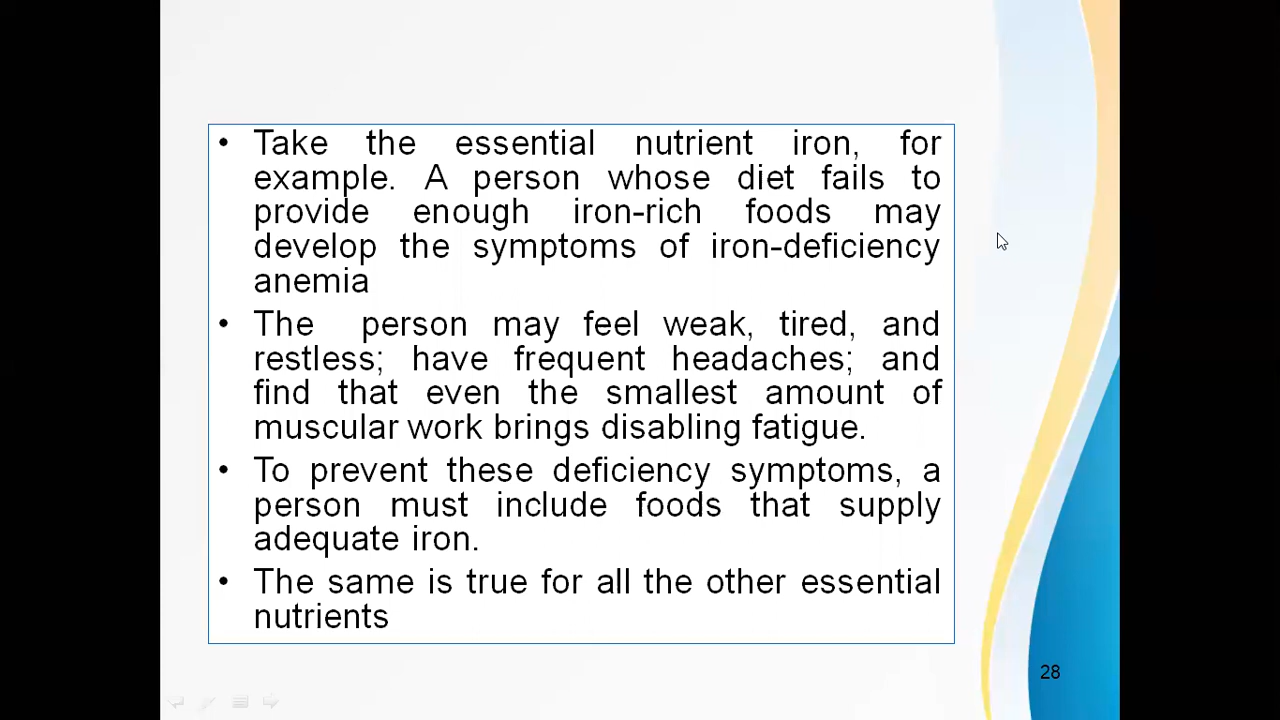 • Take the essential nutrient iron, for
example. A person whose diet fails to
provide enough iron-rich foods may
develop the symptoms of iron-deficiency
anemia
• The person may feel weak, tired, and
restless; have frequent headaches; and
find that even the smallest amount of
muscular work brings disabling fatigue.
• To prevent these deficiency symptoms, a
person must include foods that supply
adequate iron.
• The same is true for all the other essential
nutrients
28